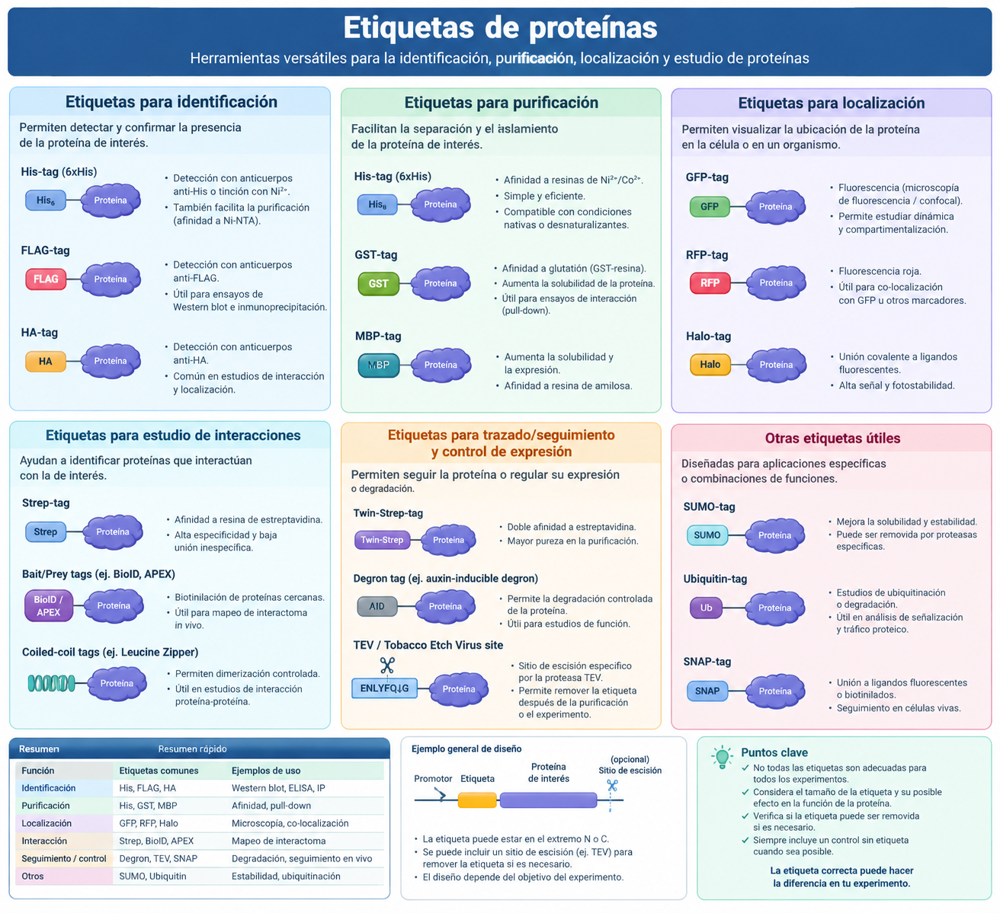 Etiquetas de proteínas
Herramientas versátiles para la identificación, purificación, localización y estudio de proteínas
Etiquetas para identificación
Permiten detectar y confirmar la presencia
de la proteína de interés.
His-tag (6xHis)
His₆
Proteína
• Detección con anticuerpos
anti-His o tinción con Ni²⁺.
• También facilita la purificación
(afinidad a Ni-NTA).
FLAG-tag
FLAG
Proteína
• Detección con anticuerpos
anti-FLAG.
• Útil para ensayos de
Western blot e inmunoprecipitación.
HA-tag
HA
Proteína
• Detección con anticuerpos
anti-HA.
• Común en estudios de interacción
y localización.
Etiquetas para purificación
Facilitan la separación y el aislamiento
de la proteína de interés.
His-tag (6xHis)
His₈
Proteína
• Afinidad a resinas de Ni²⁺/Co²⁺.
• Simple y eficiente.
• Compatible con condiciones
nativas o desnaturalizantes.
GST-tag
GST
Proteína
• Afinidad a glutatión (GST-resina).
• Aumenta la solubilidad de la proteína.
• Útil para ensayos de interacción
(pull-down).
MBP-tag
MBP
Proteína
• Aumenta la solubilidad y
la expresión.
• Afinidad a resina de amilosa.
Etiquetas para localización
Permiten visualizar la ubicación de la proteína
en la célula o en un organismo.
GFP-tag
GFP
Proteína
• Fluorescencia (microscopía
de fluorescencia / confocal).
• Permite estudiar dínámica
y compartimentalización.
RFP-tag
RFP
Proteína
• Fluorescencia roja.
• Útil para co-localización
con GFP u otros marcadores.
Halo-tag
Halo
Proteína
• Unión covalente a ligandos
fluorescentes.
• Alta señal y fotostabilidad.
Etiquetas para estudio de interacciones
Ayudan a identificar proteínas que interactúan
con la de interés.
Strep-tag
Strep
Proteína
• Afinidad a resina de estreptavidina.
• Alta especificidad y baja
unión inespecífica.
Bait/Prey tags (ej. BioID, APEX)
BioID /
APEX
Proteína
• Biotinilación de proteínas cercanas.
• Útil para mapeo de interactoma
in vivo.
Coiled-coil tags (ej. Leucine Zipper)
Proteína
• Permiten dimerización controlada.
• Útil en estudios de interacción
proteína-proteína.
Etiquetas para trazado/seguimiento
y control de expresión
Permiten seguir la proteína o regular su expresión
o degradación.
Twin-Strep-tag
Twin-Strep
Proteina
• Doble afinidad a estreptavidina.
• Mayor pureza en la purificación.
Degron tag (ej. auxin-inducible degron)
AID
Proteína
• Permite la degradación controlada
de la proteína.
• Útil para estudios de función.
TEV / Tobacco Etch Virus site
ENLYFQ↓G
Proteína
• Sitio de escisión específico
por la proteasa TEV.
• Permite remover la etiqueta
después de la purificación
o el experimento.
Otras etiquetas útiles
Diseñadas para aplicaciones específicas
o combinaciones de funciones.
SUMO-tag
SUMO
Proteína
• Mejora la solubilidad y estabilidad.
• Puede ser removida por proteasas
especificas.
Ubiquitin-tag
Ub
Proteína
• Estudios de ubiquitinación
o degradación.
• Útil en análisis de señalización
y tráfico proteico.
SNAP-tag
SNAP
Proteína
• Unión a ligandos fluorescentes
o biotinilados.
• Seguimiento en células vivas.
Resumen
Resumen rápido
Función Etiquetas comunes Ejemplos de uso
Identificación His, FLAG, HA Western blot, ELISA, IP
Purificación His, GST, MBP Afinidad, pull-down
Localización GFP, RFP, Halo Microscopía, co-localización
Interacción Strep, BioID, APEX Mapeo de interactoma
Seguimiento / control Degron, TEV, SNAP Degradación, seguimiento en vivo
Otros SUMO, Ubiquitin Estabilidad, ubiquitinación
Ejemplo general de diseño
Promotor
Etiqueta
Proteína
de interés
(opcional)
Sitio de escisión
• La etiqueta puede estar en el extremo N o C.
• Se puede incluir un sitio de escisión (ej. TEV) para
remover la etiqueta si es necesario.
• El diseño depende del objetivo del experimento.
Puntos clave
✓ No todas las etiquetas son adecuadas para
todos los experimentos.
✓ Considera el tamaño de la etiqueta y su posible
efecto en la función de la proteína.
✓ Verifica si la etiqueta puede ser removida
si es necesario.
✓ Siempre incluye un control sin etiqueta
cuando sea posible.
La etiqueta correcta puede hacer
la diferencia en tu experimento.